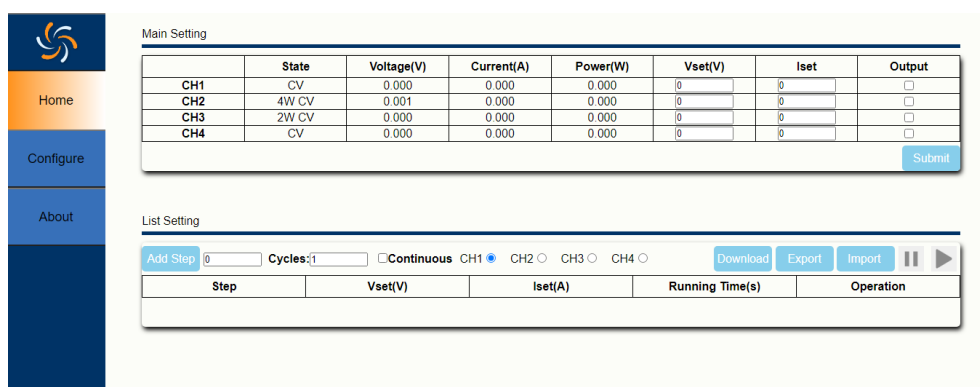 Main Setting
State Voltage(V) Current(A) Power(W) Vset(V) Iset Output
CH1 CV 0.000 0.000 0.000 0 0
Home
CH2 4W CV 0.001 0.000 0.000 0 0
CH3 2W CV 0.000 0.000 0.000 0 0
CH4 CV 0.000 0.000 0.000 0 0
Configure
Submit
About
List Setting
Add Step 0 Cycles: 1 Continuous CH1 CH2 CH3 CH4 Download Export Import
Step Vset(V) Iset(A) Running Time(s) Operation